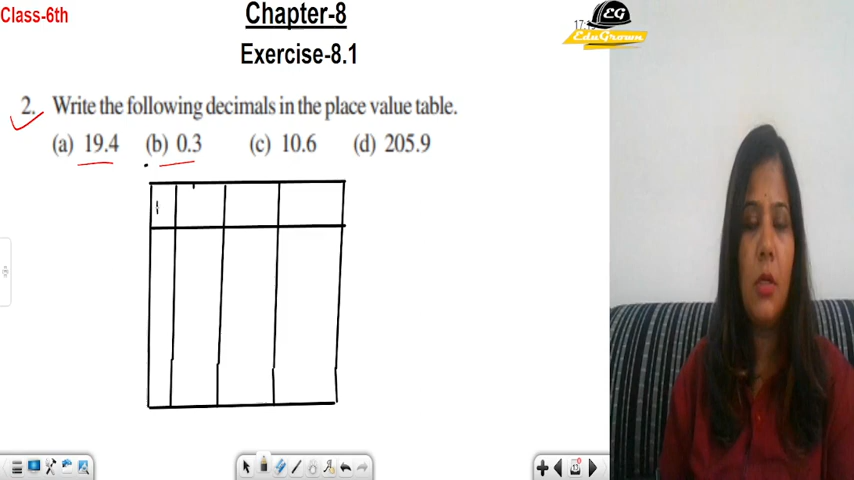 Class-6th
Chapter-8
Exercise-8.1
EG
EduGrown
2. Write the following decimals in the place value table.
(a) 19.4 (b) 0.3 (c) 10.6 (d) 205.9